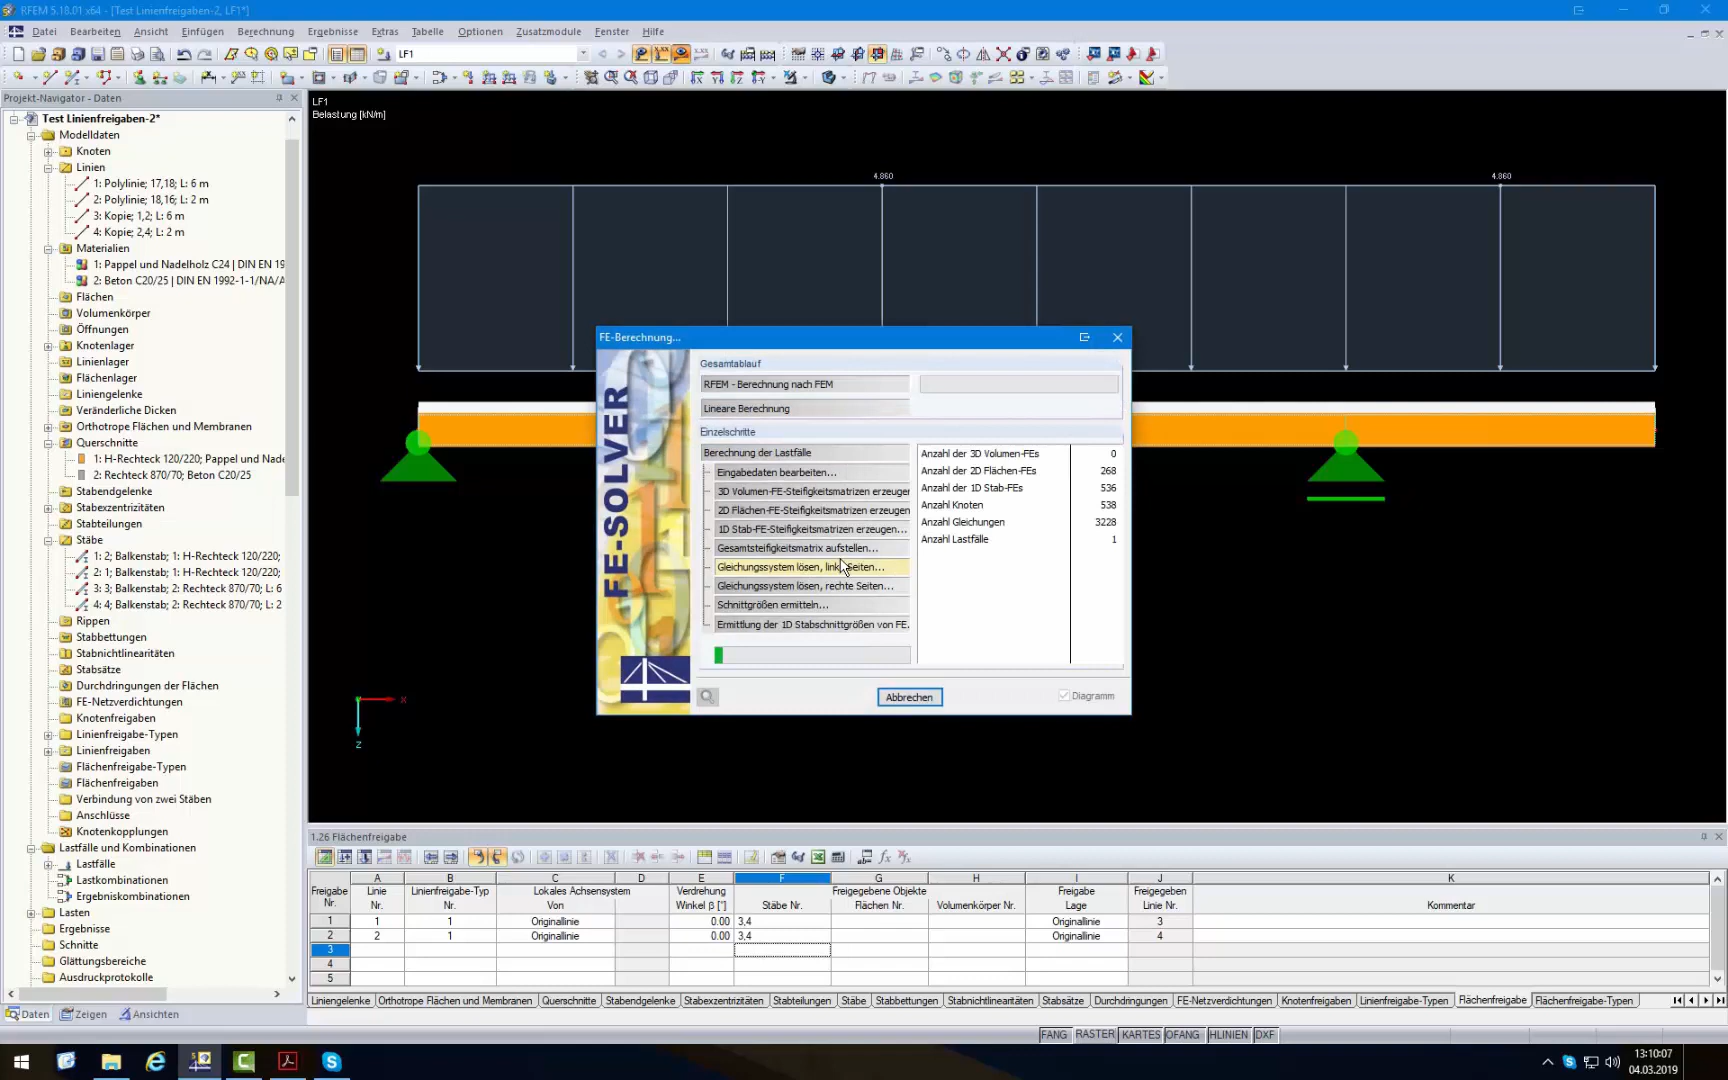 RFEM 5.18.01 x64 - [Test Linienfreigaben-2, LF1*]
Datei Bearbeiten Ansicht Einfügen Berechnung Ergebnisse Extras Tabelle Optionen Zusatzmodule Fenster Hilfe
LF1
Projekt-Navigator - Daten
Test Linienfreigaben-2*
Modelldaten
Knoten
Linien
1: Polylinie; 17,18; L: 6 m
2: Polylinie; 18,16; L: 2 m
3: Kopie; 1,2; L: 6 m
4: Kopie; 2,4; L: 2 m
Materialien
1: Pappel und Nadelholz C24 | DIN EN 19
2: Beton C20/25 | DIN EN 1992-1-1/NA/A
Flächen
Volumenkörper
Öffnungen
Knotenlager
Linienlager
Flächenlager
Liniengelenke
Veränderliche Dicken
Orthotrope Flächen und Membranen
Querschnitte
1: H-Rechteck 120/220; Pappel und Nade
2: Rechteck 870/70; Beton C20/25
Stabendgelenke
Stabexzentrizitäten
Stabteilungen
Stäbe
1: 2; Balkenstab; 1: H-Rechteck 120/220;
2: 1; Balkenstab; 1: H-Rechteck 120/220;
3: 3; Balkenstab; 2: Rechteck 870/70; L: 6
4: 4; Balkenstab; 2: Rechteck 870/70; L: 2
Rippen
Stabbettungen
Stabnichtlinearitäten
Stabsätze
Durchdringungen der Flächen
FE-Netzverdichtungen
Knotenfreigaben
Linienfreigabe-Typen
Linienfreigaben
Flächenfreigabe-Typen
Flächenfreigaben
Verbindung von zwei Stäben
Anschlüsse
Knotenkopplungen
Lastfälle und Kombinationen
Lastfälle
Lastkombinationen
Ergebniskombinationen
Lasten
Ergebnisse
Schnitte
Glättungsbereiche
Ausdruckprotokolle
Daten Zeigen Ansichten
LF1
Belastung [kN/m]
4.860 4.860
X
Z
FE-Berechnung...
FE-SOLVER
Gesamtablauf
RFEM - Berechnung nach FEM
Lineare Berechnung
Einzelschritte
Berechnung der Lastfälle
Eingabedaten bearbeiten...
3D Volumen-FE-Steifigkeitsmatrizen erzeugen
2D Flächen-FE-Steifigkeitsmatrizen erzeugen
1D Stab-FE-Steifigkeitsmatrizen erzeugen...
Gesamtsteifigkeitsmatrix aufstellen...
Gleichungssystem lösen, linke Seiten...
Gleichungssystem lösen, rechte Seiten...
Schnittgrößen ermitteln...
Ermittlung der 1D Stabschnittgrößen von FE.
Anzahl der 3D Volumen-FEs 0
Anzahl der 2D Flächen-FEs 268
Anzahl der 1D Stab-FEs 536
Anzahl Knoten 538
Anzahl Gleichungen 3228
Anzahl Lastfälle 1
Abbrechen
Diagramm
1.26 Flächenfreigabe
A B C D E F G H I J K
Freigabe Linie Linienfreigabe-Typ Lokales Achsensystem Verdrehung Freigegebene Objekte Freigabe Freigegeben
Nr. Nr. Nr. Von Winkel β [°] Stäbe Nr. Flächen Nr. Volumenkörper Nr. Lage Linie Nr. Kommentar
1 1 1 Originallinie 0.00 3,4 Originallinie 3
2 2 1 Originallinie 0.00 3,4 Originallinie 4
3
4
5
Liniengelenke Orthotrope Flächen und Membranen Querschnitte Stabendgelenke Stabexzentrizitäten Stabteilungen Stäbe Stabbettungen Stabnichtlinearitäten Stabsätze Durchdringungen FE-Netzverdichtungen Knotenfreigaben Linienfreigabe-Typen Flächenfreigabe Flächenfreigabe-Typen
FANG RASTER KARTES OFANG HLINIEN DXF
13:10:07
04.03.2019